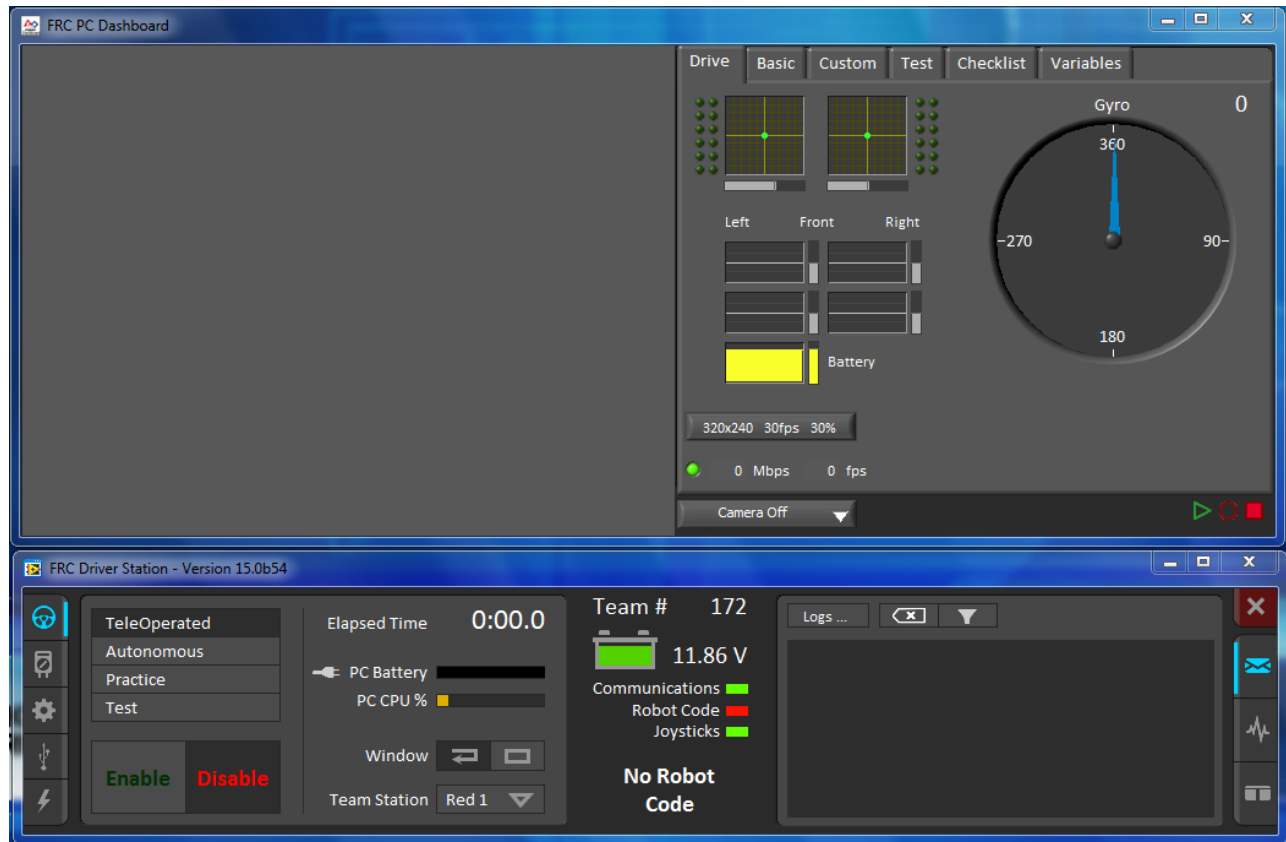 FRC PC Dashboard
Drive Basic Custom Test Checklist Variables
Gyro 0
360
Left Front Right
270 90
180
Battery
320x240 30fps 30%
0 Mbps 0 fps
Camera Off
FRC Driver Station - Version 15.0b54
TeleOperated
Autonomous
Practice
Test
Enable Disable
Elapsed Time 0:00.0
PC Battery
PC CPU %
Window
Team Station Red 1
Team # 172
11.86 V
Communications
Robot Code
Joysticks
No Robot
Code
Logs ...